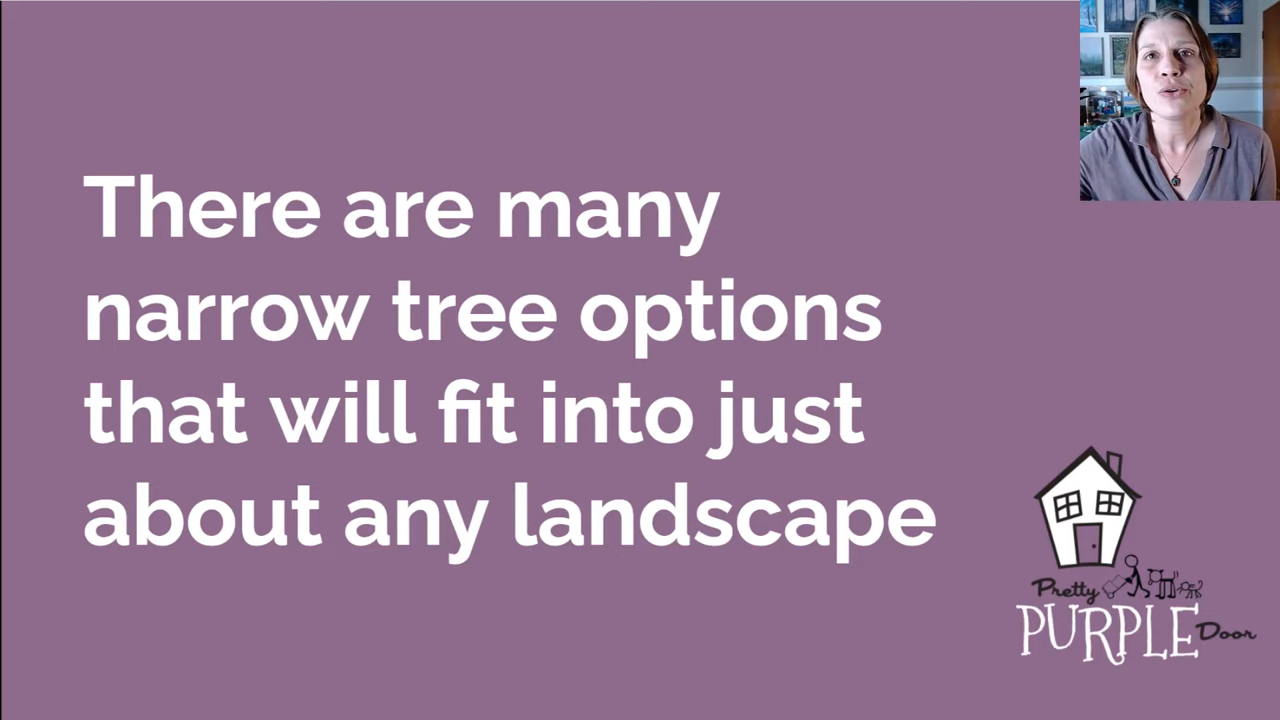 There are many
narrow tree options
that will fit into just
about any landscape
Pretty
PURPLE Door